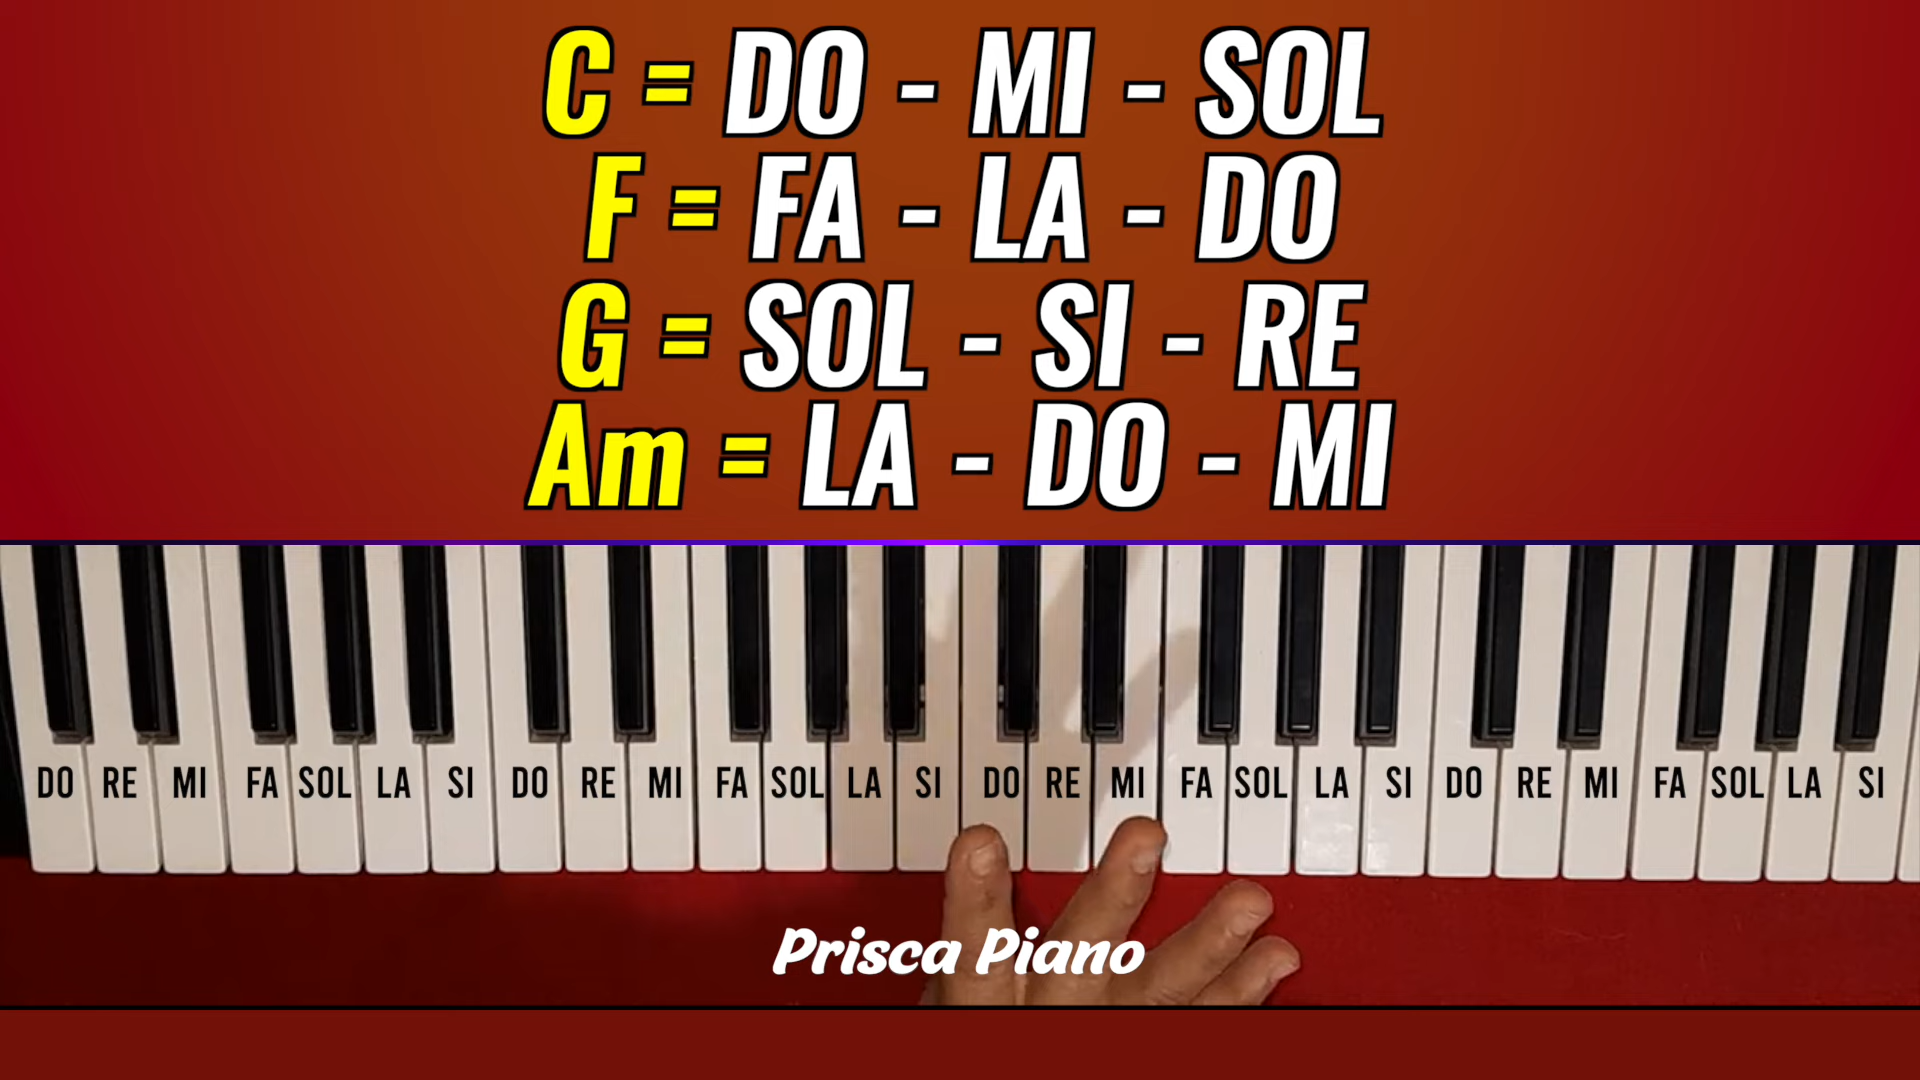 C = DO - MI - SOL
F = FA - LA - DO
G = SOL - SI - RE
Am = LA - DO - MI
DO RE MI FA SOL LA SI DO RE MI FA SOL LA SI DO RE MI FA SOL LA SI DO RE MI FA SOL LA SI
Prisca Piano